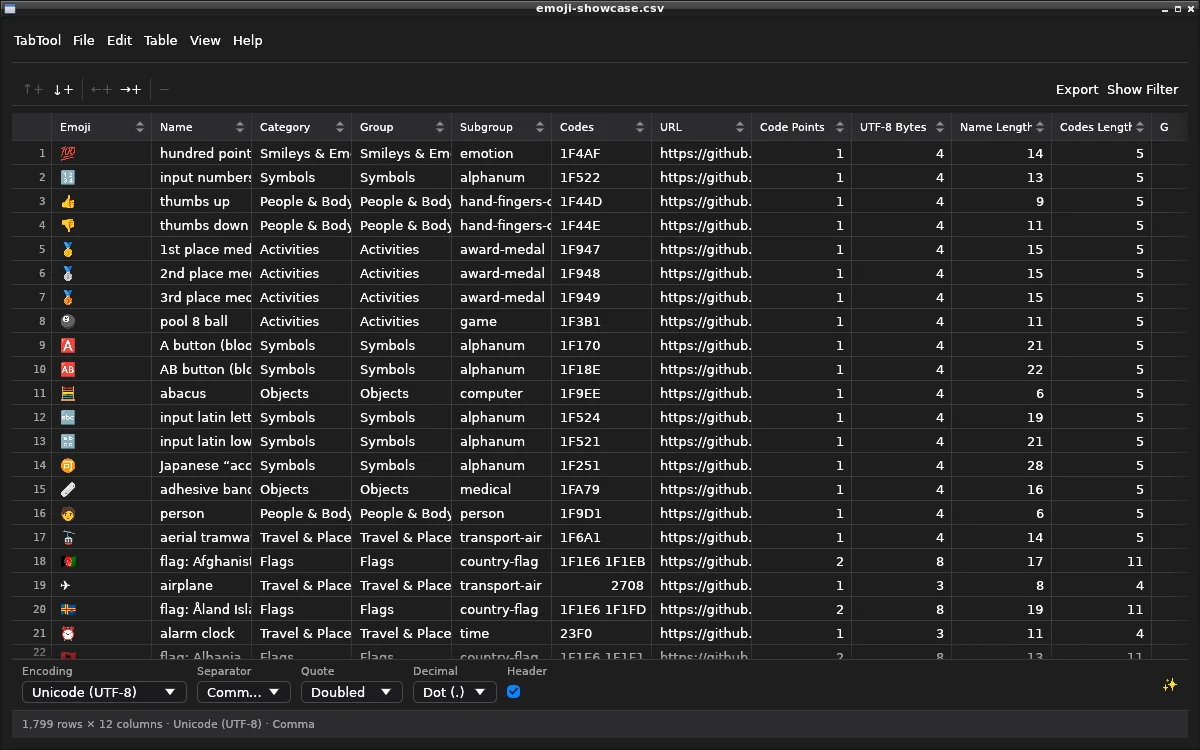 emoji-showcase.csv
TabTool File Edit Table View Help
↑+ ↓+ ←+ →+ − Export Show Filter
Emoji Name Category Group Subgroup Codes URL Code Points UTF-8 Bytes Name Length Codes Length G
1 💯 hundred point Smileys & Em Smileys & Em emotion 1F4AF https://github. 1 4 14 5
2 🔢 input numbers Symbols Symbols alphanum 1F522 https://github. 1 4 13 5
3 👍 thumbs up People & Body People & Body hand-fingers-c 1F44D https://github. 1 4 9 5
4 👎 thumbs down People & Body People & Body hand-fingers-c 1F44E https://github. 1 4 11 5
5 🥇 1st place med Activities Activities award-medal 1F947 https://github. 1 4 15 5
6 🥈 2nd place med Activities Activities award-medal 1F948 https://github. 1 4 15 5
7 🥉 3rd place med Activities Activities award-medal 1F949 https://github. 1 4 15 5
8 🎱 pool 8 ball Activities Activities game 1F3B1 https://github. 1 4 11 5
9 🅰 A button (bloo Symbols Symbols alphanum 1F170 https://github. 1 4 21 5
10 🆎 AB button (blo Symbols Symbols alphanum 1F18E https://github. 1 4 22 5
11 🧮 abacus Objects Objects computer 1F9EE https://github. 1 4 6 5
12 🔤 input latin lett Symbols Symbols alphanum 1F524 https://github. 1 4 19 5
13 🔡 input latin low Symbols Symbols alphanum 1F521 https://github. 1 4 21 5
14 🉑 Japanese “acc Symbols Symbols alphanum 1F251 https://github. 1 4 28 5
15 🩹 adhesive band Objects Objects medical 1FA79 https://github. 1 4 16 5
16 🧑 person People & Body People & Body person 1F9D1 https://github. 1 4 6 5
17 🚡 aerial tramwa Travel & Place Travel & Place transport-air 1F6A1 https://github. 1 4 14 5
18 🇦🇫 flag: Afghanist Flags Flags country-flag 1F1E6 1F1EB https://github. 2 8 17 11
19 ✈ airplane Travel & Place Travel & Place transport-air 2708 https://github. 1 3 8 4
20 🇦🇽 flag: Åland Isla Flags Flags country-flag 1F1E6 1F1FD https://github. 2 8 19 11
21 ⏰ alarm clock Travel & Place Travel & Place time 23F0 https://github. 1 3 11 4
22 🇦🇱 flag: Albania Flags Flags country-flag 1F1E6 1F1F1 https://github. 2 8 13 11
Encoding Separator Quote Decimal Header
Unicode (UTF-8) Comm... Doubled Dot (.)
1,799 rows × 12 columns · Unicode (UTF-8) · Comma